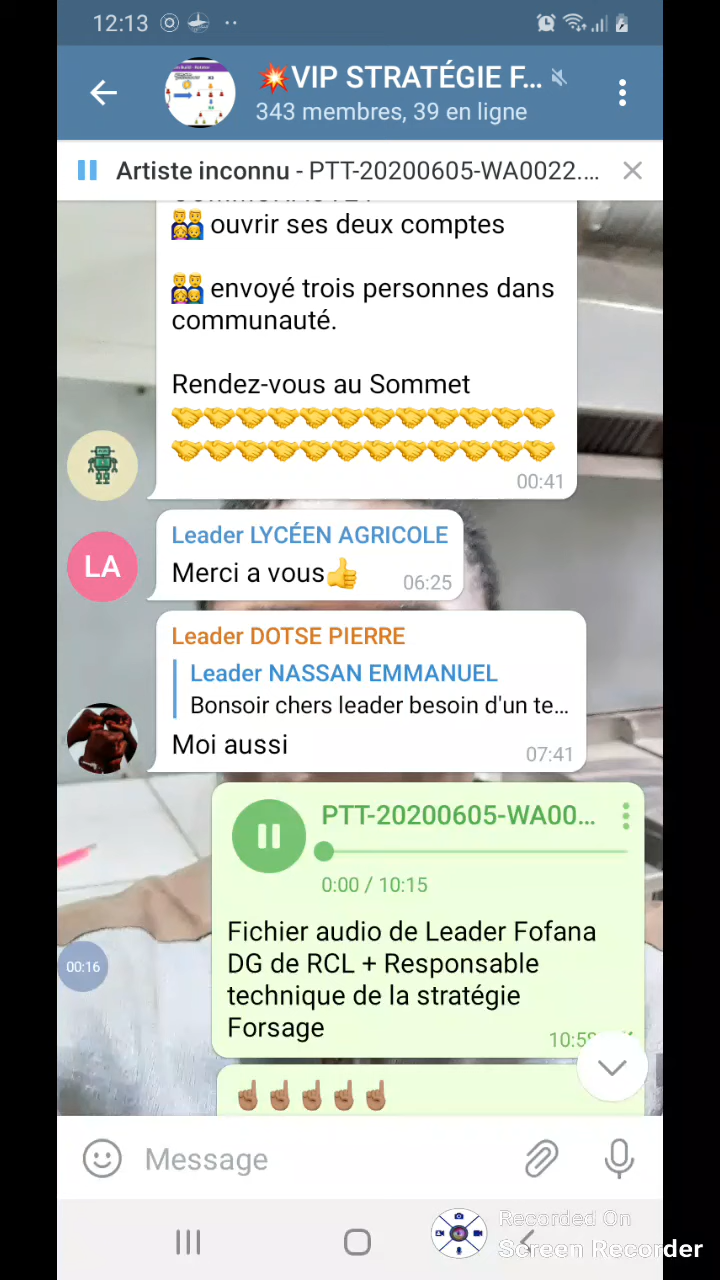 12:13
💥VIP STRATÉGIE F...
343 membres, 39 en ligne
Artiste inconnu - PTT-20200605-WA0022....
ouvrir ses deux comptes
envoyé trois personnes dans
communauté.
Rendez-vous au Sommet
🤝🤝🤝🤝🤝🤝🤝🤝🤝🤝🤝🤝
🤝🤝🤝🤝🤝🤝🤝🤝🤝🤝🤝🤝
00:41
Leader LYCÉEN AGRICOLE
LA
Merci a vous👍
06:25
Leader DOTSE PIERRE
Leader NASSAN EMMANUEL
Bonsoir chers leader besoin d'un te...
Moi aussi
07:41
PTT-20200605-WA00...
0:00 / 10:15
Fichier audio de Leader Fofana
DG de RCL + Responsable
technique de la stratégie
Forsage
00:16
☝🏽☝🏽☝🏽☝🏽☝🏽
Message
Recorded On
Screen Recorder